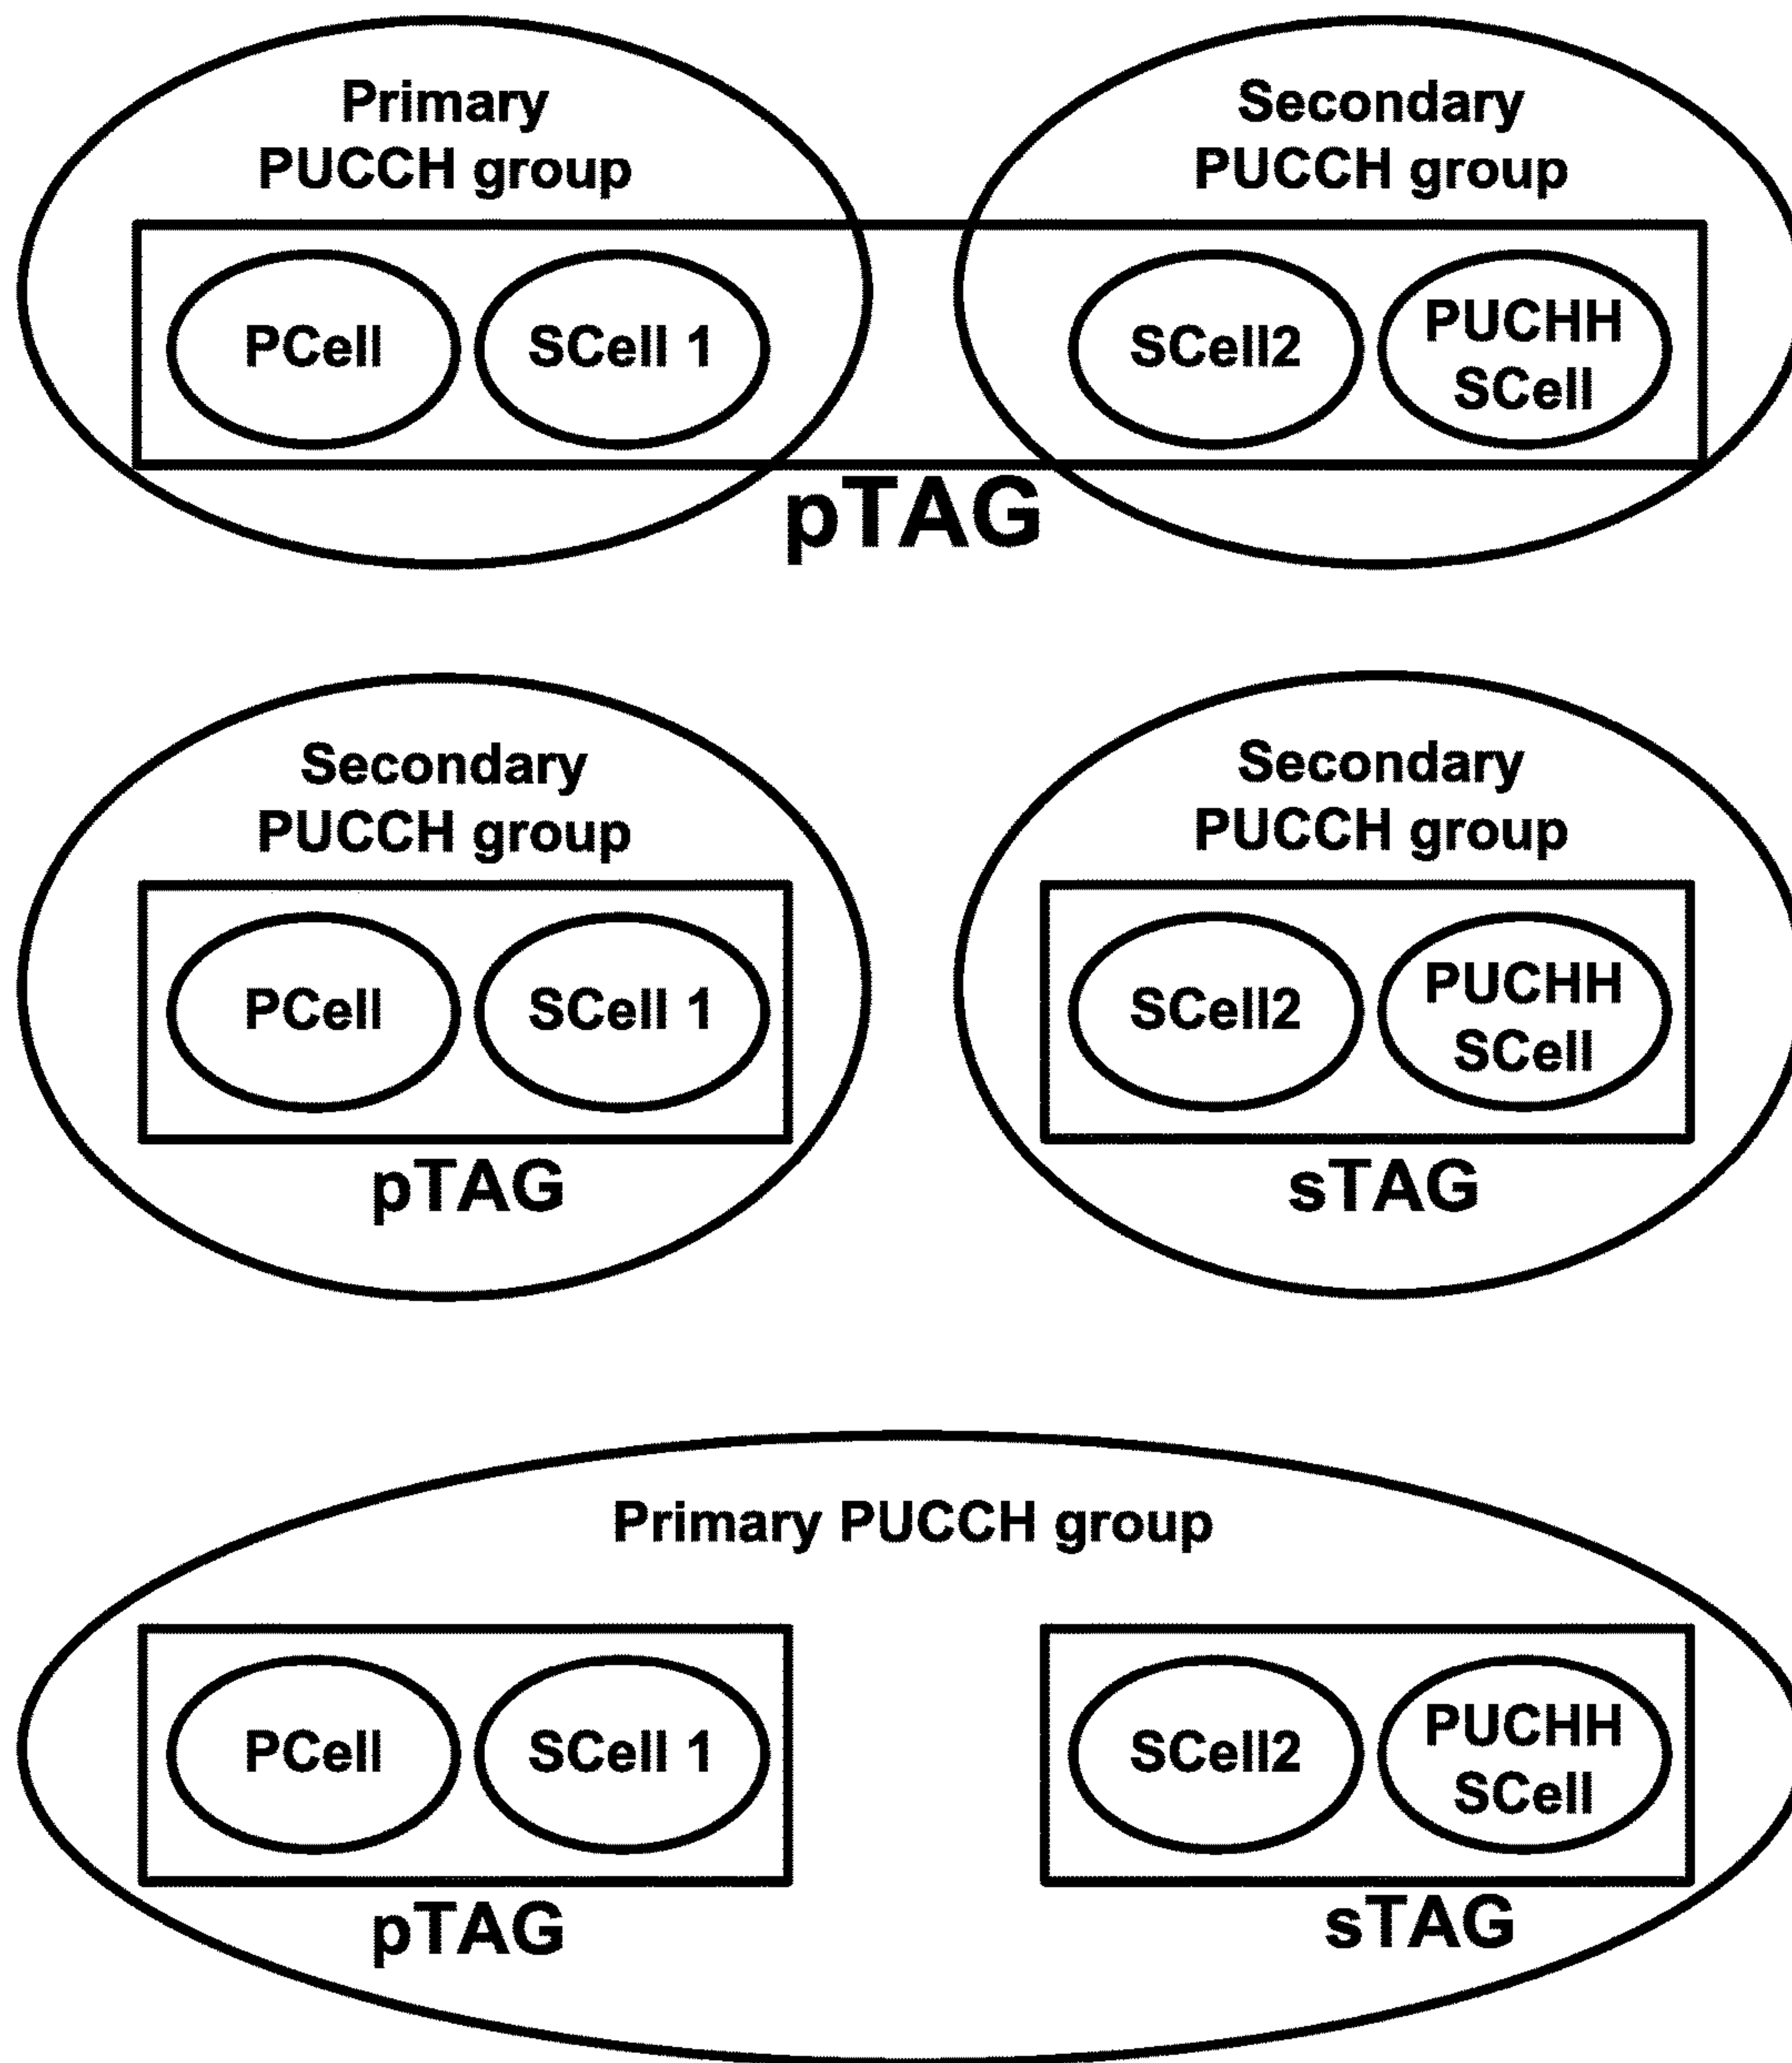 Primary
PUCCH group
Secondary
PUCCH group
PCell
SCell 1
SCell2
PUCHH
SCell
pTAG
Secondary
PUCCH group
Secondary
PUCCH group
PCell
SCell 1
SCell2
PUCHH
SCell
pTAG
sTAG
Primary PUCCH group
PCell
SCell 1
SCell2
PUCHH
SCell
pTAG
sTAG